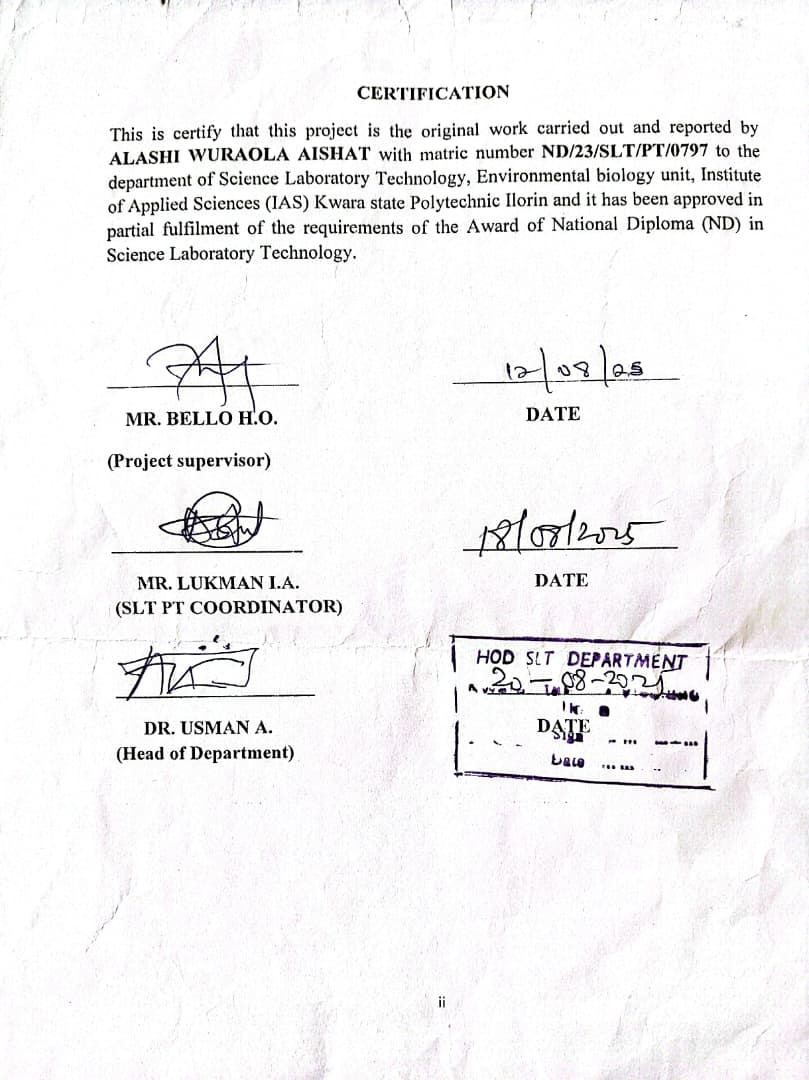 CERTIFICATION
This is certify that this project is the original work carried out and reported by
ALASHI WURAOLA AISHAT with matric number ND/23/SLT/PT/0797 to the
department of Science Laboratory Technology, Environmental biology unit, Institute
of Applied Sciences (IAS) Kwara state Polytechnic Ilorin and it has been approved in
partial fulfilment of the requirements of the Award of National Diploma (ND) in
Science Laboratory Technology.
12/08/25
MR. BELLO H.O.
DATE
(Project supervisor)
18/08/2025
MR. LUKMAN I.A.
DATE
(SLT PT COORDINATOR)
HOD SLT DEPARTMENT
20-08-2025
DR. USMAN A.
DATE
Sign
(Head of Department)
ii